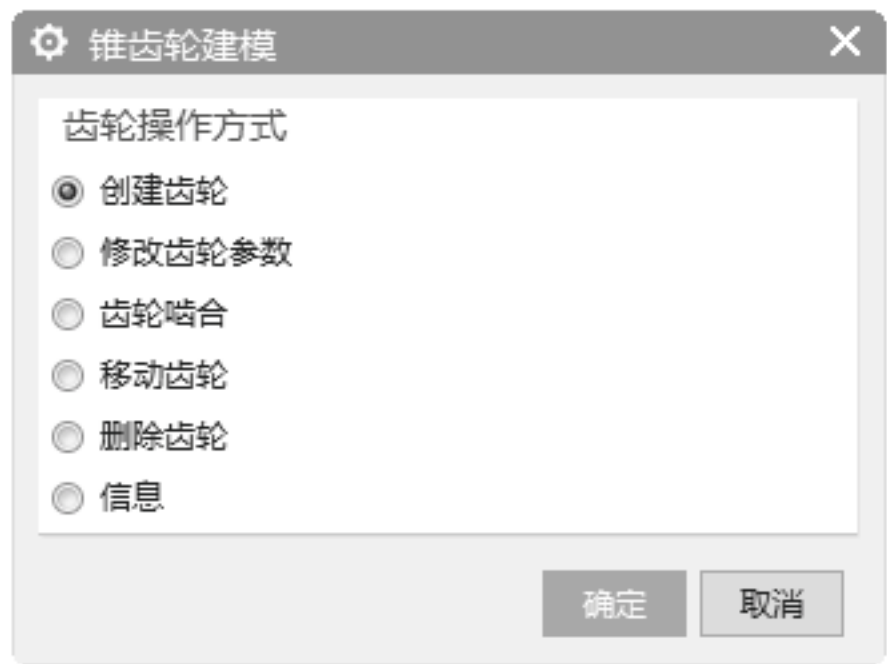 锥齿轮建模
齿轮操作方式
创建齿轮
修改齿轮参数
齿轮啮合
移动齿轮
删除齿轮
信息
确定
取消